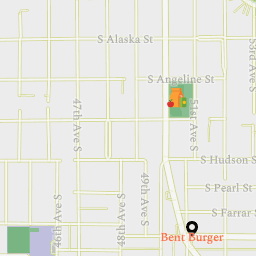 S Alaska St
53rd Ave S
S Angeline St
47th Ave S
51st Ave S
S Hudson St
49th Ave S
S Pearl St
46th Ave S
48th Ave S
S Farrar St
Bent Burger